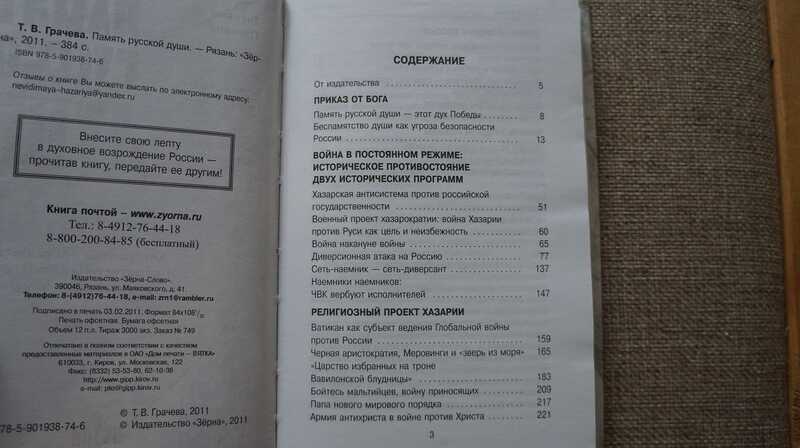 Т. В. Грачева. Память русской души. — Рязань: «Зёр-
на», 2011. – 384 с.
ISBN 978-5-901938-74-6
Отзывы о книге Вы можете выслать по электронному адресу:
nevidimaya-hazariya@yandex.ru
Внесите свою лепту
в духовное возрождение России —
прочитав книгу, передайте ее другим!
Книга почтой – www.zyorna.ru
Тел.: 8-4912-76-44-18
8-800-200-84-85 (бесплатный)
Издательство «Зёрна-Слово».
390046, Рязань, ул. Маяковского, д. 41
Телефон: 8-(4912)76-44-18, e-mail: zrn1@rambler.ru
Подписано в печать 03.02.2011. Формат 84х108¹/₃₂
Печать офсетная. Бумага офсетная
Объем 12 п.л. Тираж 3000 экз. Заказ № 749
Отпечатано в полном соответствии с качеством
предоставленных материалов в ОАО «Дом печати – ВЯТКА»
610033, г. Киров, ул. Московская, 122
Факс: (8332) 53-53-80, 62-10-36
http://www.gipp.kirov.ru
e-mail: pto@gipp.kirov.ru
© Т. В. Грачева, 2011
© Издательство «Зёрна», 2011
978-5-901938-74-6
СОДЕРЖАНИЕ
От издательства 5
ПРИКАЗ ОТ БОГА
Память русской души – этот дух Победы 8
Беспамятство души как угроза безопасности
России 13
ВОЙНА В ПОСТОЯННОМ РЕЖИМЕ:
ИСТОРИЧЕСКОЕ ПРОТИВОСТОЯНИЕ
ДВУХ ИСТОРИЧЕСКИХ ПРОГРАММ
Хазарская антисистема против российской
государственности 51
Военный проект хазарократии: война Хазарии
против Руси как цель и неизбежность 60
Война накануне войны 65
Диверсионная атака на Россию 77
Сеть-наемник — сеть-диверсант 137
Наемники наемников:
ЧВК вербуют исполнителей 147
РЕЛИГИОЗНЫЙ ПРОЕКТ ХАЗАРИИ
Ватикан как субъект ведения Глобальной войны
против России 159
Черная аристократия, Меровинги и «зверь из моря» 165
«Царство избранных на троне
Вавилонской блудницы» 183
Бойтесь мальтийцев, войну приносящих 209
Папа нового мирового порядка 217
Армия антихриста в войне против Христа 221
3